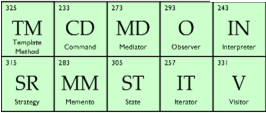 325 233 273 293 243
TM CD MD O IN
Template Method Command Mediator Observer Interpreter
315 283 305 257 331
SR MM ST IT V
Strategy Memento State Iterator Visitor